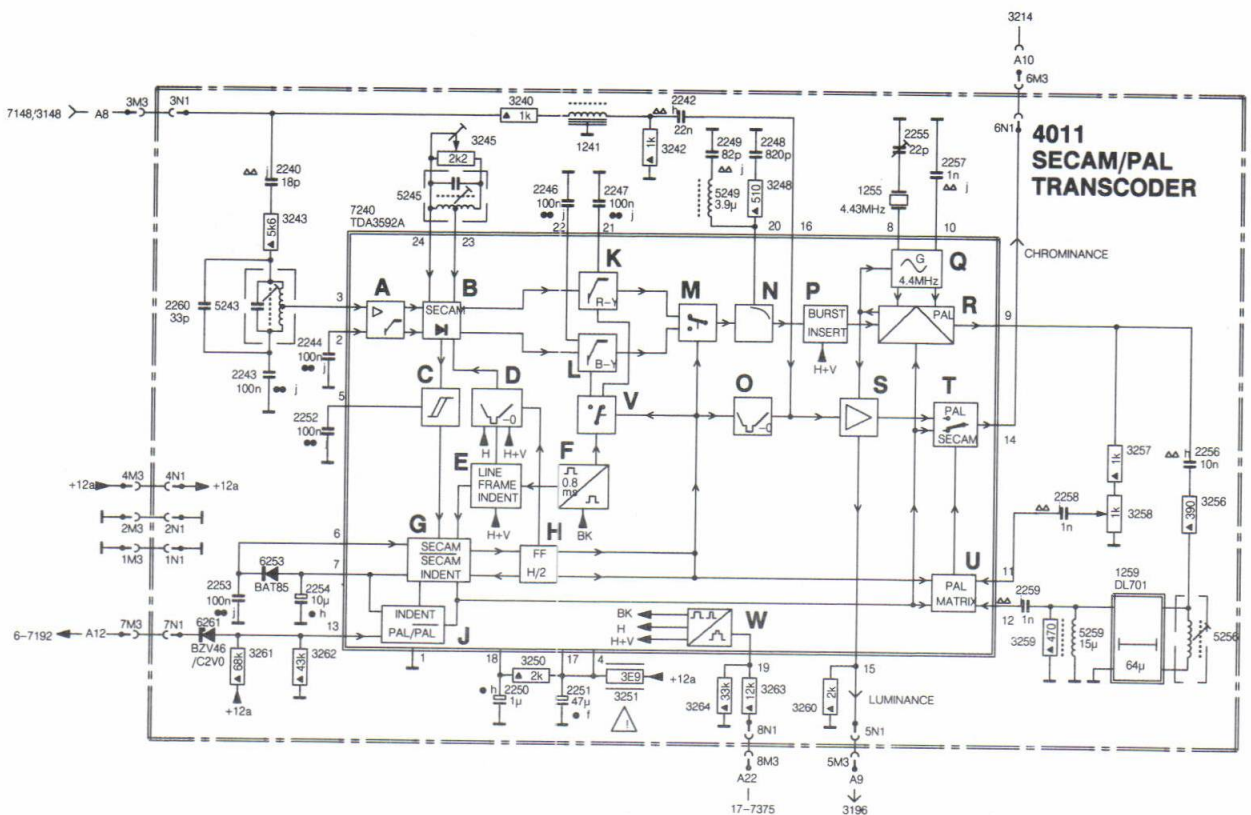 3214
A10
6M3
6N1
4011
SECAM/PAL
TRANSCODER
7148/3148
A8
3M3
3N1
3240
1k
1241
h
2242
22n
1k
3242
3245
2k2
5245
j
2240
18p
3243
5k6
2246
100n
j
22
2247
100n
j
21
2249
82p
j
5249
3.9µ
2248
820p
3248
510
20
16
2255
22p
1255
4.43MHz
2257
1n
j
8
10
CHROMINANCE
7240
TDA3592A
24
23
2260
33p
5243
3
2
2244
100n
j
2243
100n
j
2252
100n
j
5
A
B
SECAM
K
R-Y
L
B-Y
M
N
P
BURST
INSERT
H+V
Q
G
4.4MHz
R
PAL
9
C
D
-0
H
H+V
V
O
-0
S
T
PAL
SECAM
14
E
LINE
FRAME
INDENT
H+V
F
0.8
ms
BK
G
SECAM
SECAM
INDENT
H
FF
H/2
J
INDENT
PAL/PAL
U
PAL
MATRIX
11
12
W
BK
H
H+V
+12a
4M3
4N1
+12a
2M3
2N1
1M3
1N1
6
7
2253
100n
j
6253
BAT85
2254
10µ
h
13
6-7192
A12
7M3
7N1
6261
BZV46
/C2V0
68k
3261
+12a
43k
3262
1
18
17
4
3250
2k
h
2250
1µ
2251
47µ
f
3E9
3251
+12a
!
19
33k
3264
12k
3263
8N1
8M3
A22
17-7375
15
3260
2k
LUMINANCE
5N1
5M3
A9
3196
3257
1k
3258
1k
2258
1n
h
2256
10n
3256
390
2259
1n
3259
470
5259
15µ
1259
DL701
64µ
5256